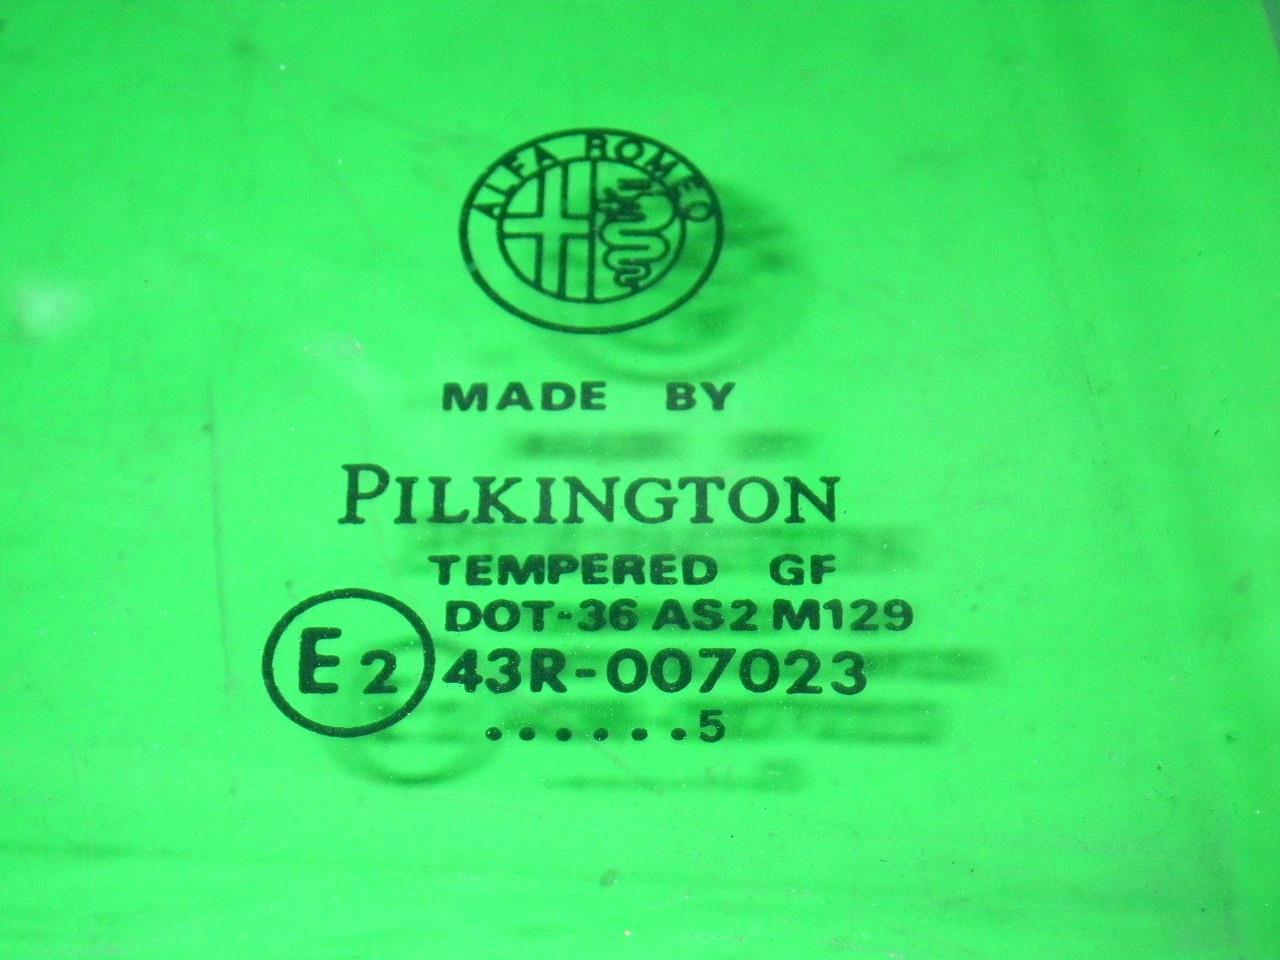 ALFA ROMEO
MADE BY
PILKINGTON
TEMPERED GF
DOT-36 AS2 M129
E2 43R-007023
......5